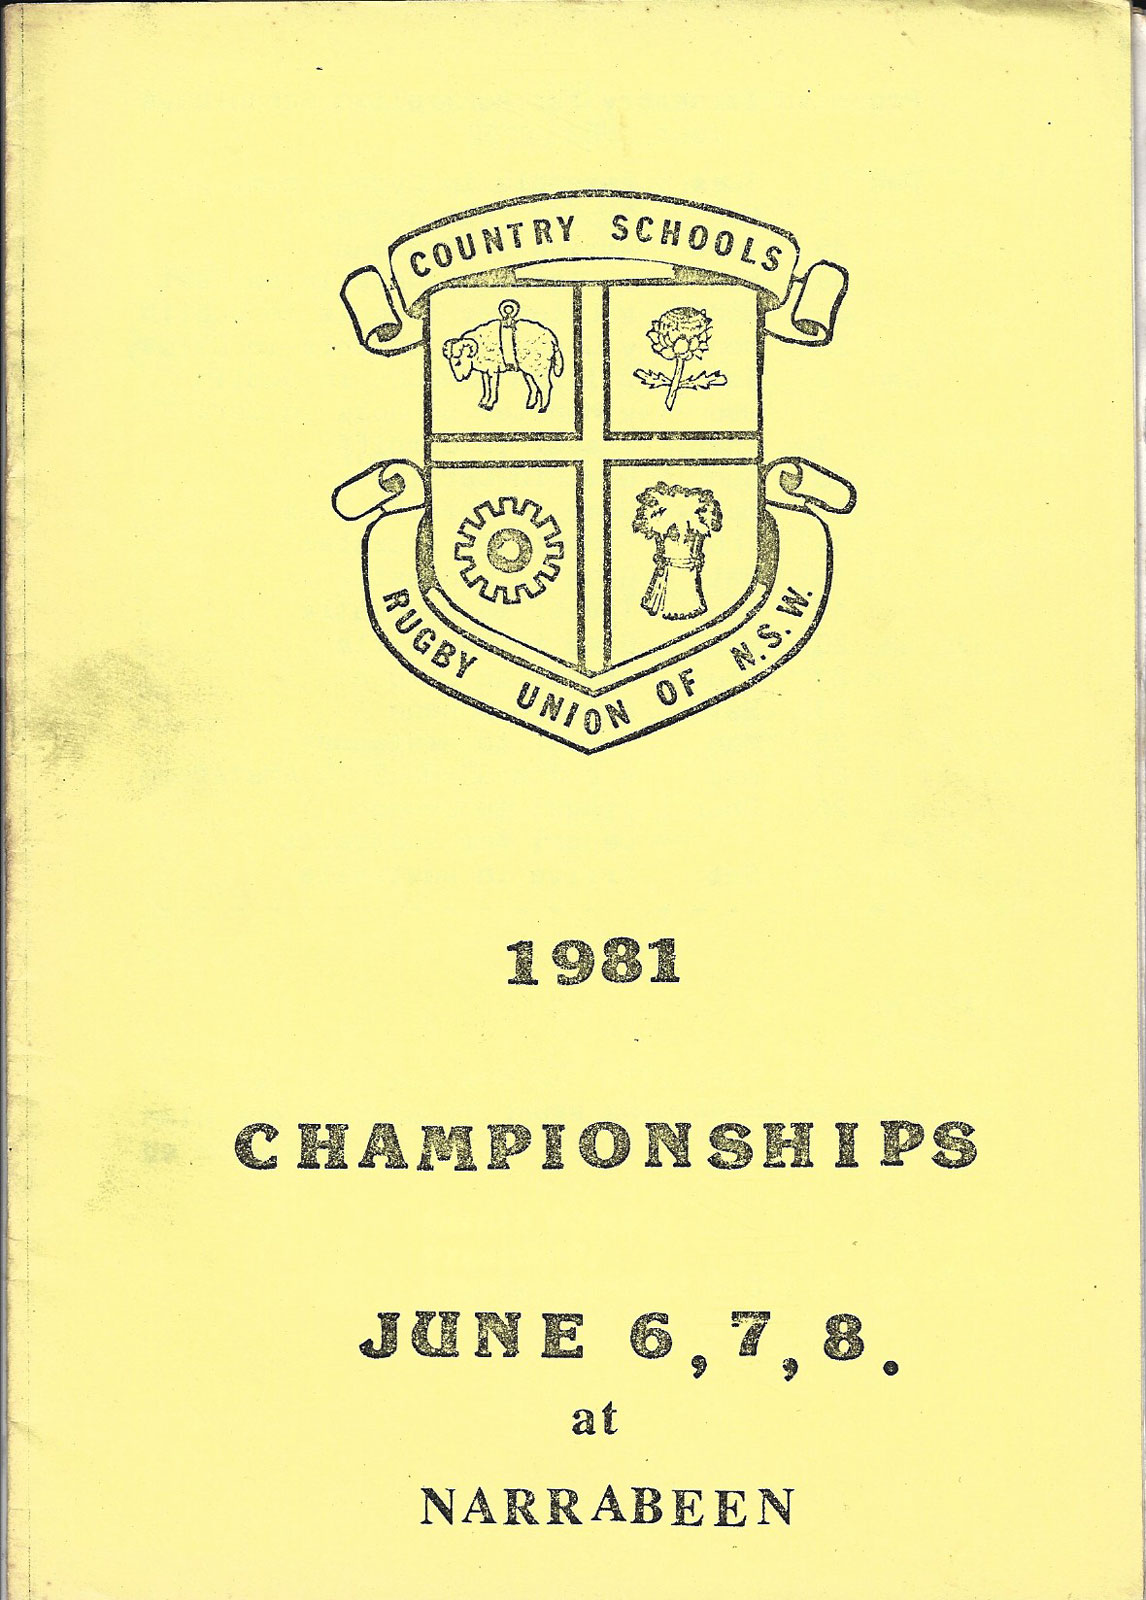 COUNTRY SCHOOLS
RUGBY UNION OF N.S.W.
1981
CHAMPIONSHIPS
JUNE 6,7,8.
at
NARRABEEN